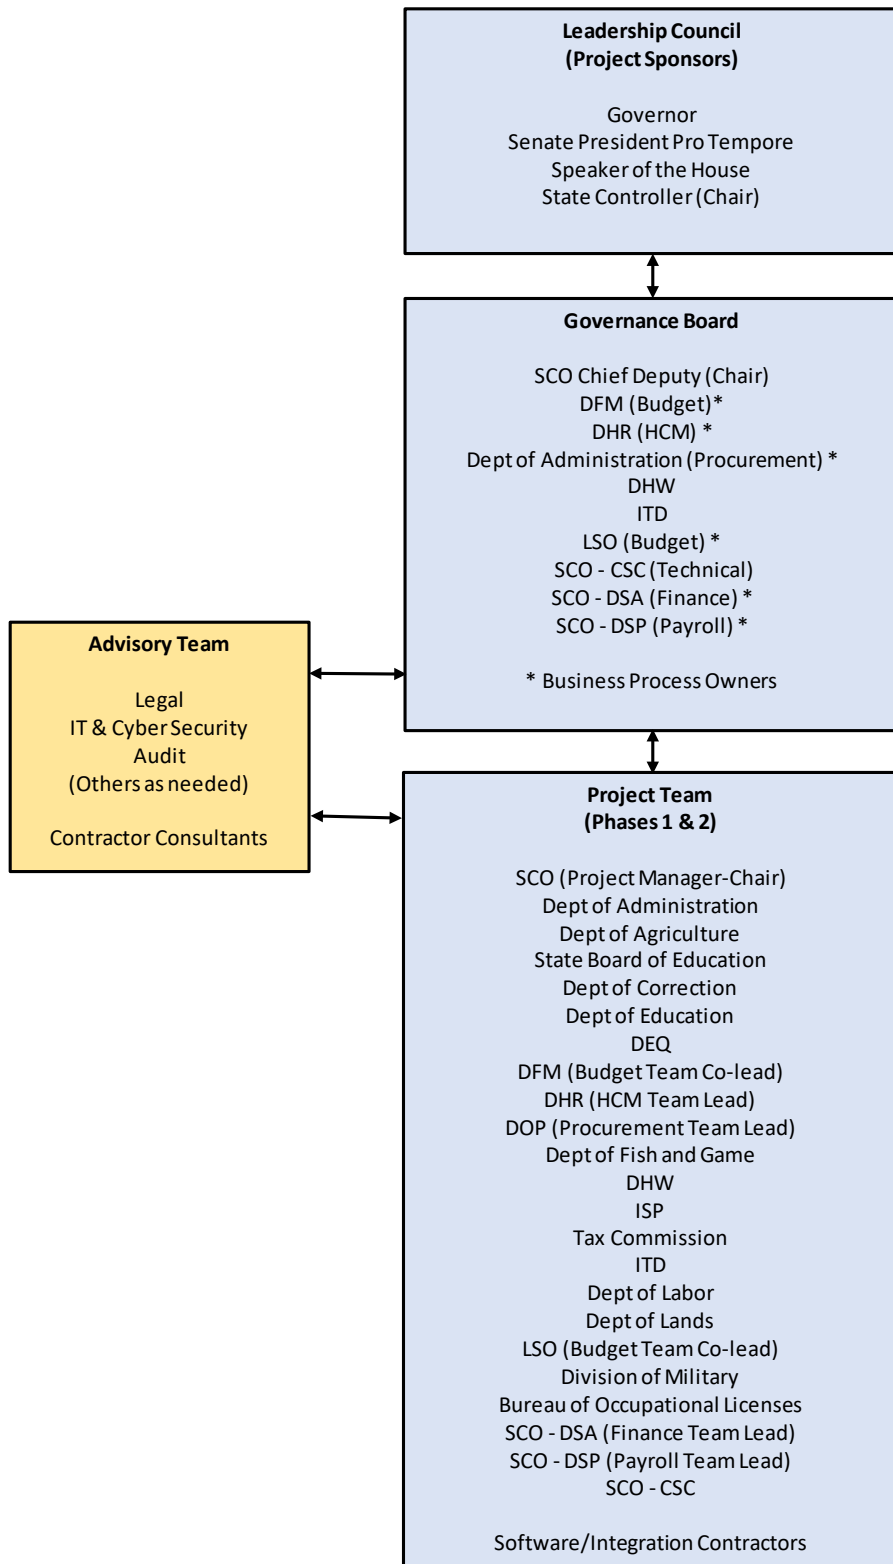 Leadership Council
(Project Sponsors)
Governor
Senate President Pro Tempore
Speaker of the House
State Controller (Chair)
Governance Board
SCO Chief Deputy (Chair)
DFM (Budget) *
DHR (HCM) *
Dept of Administration (Procurement) *
DHW
ITD
LSO (Budget) *
SCO - CSC (Technical)
SCO - DSA (Finance) *
SCO - DSP (Payroll) *
* Business Process Owners
Advisory Team
Legal
IT & Cyber Security
Audit
(Others as needed)
Contractor Consultants
Project Team
(Phases 1 & 2)
SCO (Project Manager-Chair)
Dept of Administration
Dept of Agriculture
State Board of Education
Dept of Correction
Dept of Education
DEQ
DFM (Budget Team Co-lead)
DHR (HCM Team Lead)
DOP (Procurement Team Lead)
Dept of Fish and Game
DHW
ISP
Tax Commission
ITD
Dept of Labor
Dept of Lands
LSO (Budget Team Co-lead)
Division of Military
Bureau of Occupational Licenses
SCO - DSA (Finance Team Lead)
SCO - DSP (Payroll Team Lead)
SCO - CSC
Software/Integration Contractors